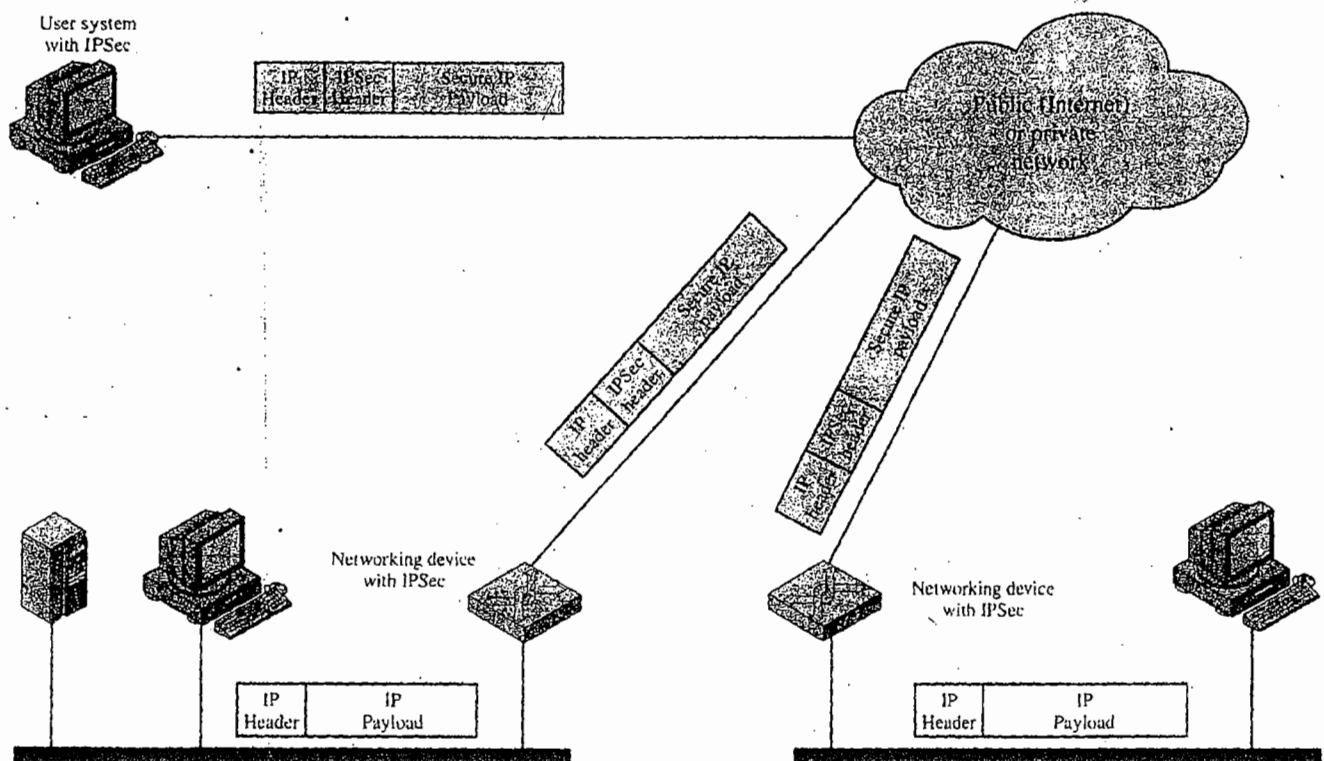 User system
with IPSec
IP
Header
IPSec
Header
Secure IP
Payload
Public (Internet)
or private
network
IP
header
IPSec
header
Secure IP
Payload
IP
header
IPSec
header
Secure IP
Payload
Networking device
with IPSec
Networking device
with IPSec
IP
Header
IP
Payload
IP
Header
IP
Payload